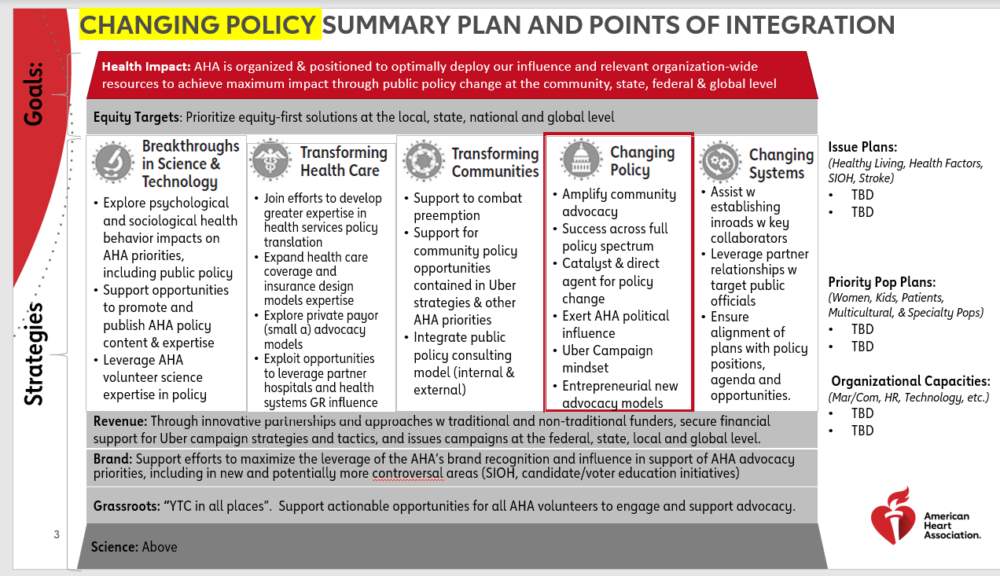 CHANGING POLICY SUMMARY PLAN AND POINTS OF INTEGRATION
Goals:
Health Impact: AHA is organized & positioned to optimally deploy our influence and relevant organization-wide
resources to achieve maximum impact through public policy change at the community, state, federal & global level
Equity Targets: Prioritize equity-first solutions at the local, state, national and global level
Strategies
Breakthroughs
in Science &
Technology
• Explore psychological
and sociological health
behavior impacts on
AHA priorities,
including public policy
• Support opportunities
to promote and
publish AHA policy
content & expertise
• Leverage AHA
volunteer science
expertise in policy
Transforming
Health Care
• Join efforts to develop
greater expertise in
health services policy
translation
• Expand health care
coverage and
insurance design
models expertise
• Explore private payor
(small a) advocacy
models
• Exploit opportunities
to leverage partner
hospitals and health
systems GR influence
Transforming
Communities
• Support to combat
preemption
• Support for
community policy
opportunities
contained in Uber
strategies & other
AHA priorities
• Integrate public
policy consulting
model (internal &
external)
Changing
Policy
• Amplify community
advocacy
• Success across full
policy spectrum
• Catalyst & direct
agent for policy
change
• Exert AHA political
influence
• Uber Campaign
mindset
• Entrepreneurial new
advocacy models
Changing
Systems
• Assist w
establishing
inroads w key
collaborators
• Leverage partner
relationships w
target public
officials
• Ensure
alignment of
plans with policy
positions,
agenda and
opportunities.
Revenue: Through innovative partnerships and approaches w traditional and non-traditional funders, secure financial
support for Uber campaign strategies and tactics, and issues campaigns at the federal, state, local and global level.
Brand: Support efforts to maximize the leverage of the AHA's brand recognition and influence in support of AHA advocacy
priorities, including in new and potentially more controversal areas (SIOH, candidate/voter education initiatives)
Grassroots: "YTC in all places". Support actionable opportunities for all AHA volunteers to engage and support advocacy.
Science: Above
Issue Plans:
(Healthy Living, Health Factors,
SIOH, Stroke)
• TBD
• TBD
Priority Pop Plans:
(Women, Kids, Patients,
Multicultural, & Specialty Pops)
• TBD
• TBD
Organizational Capacities:
(Mar/Com, HR, Technology, etc.)
• TBD
• TBD
American
Heart
Association.
3